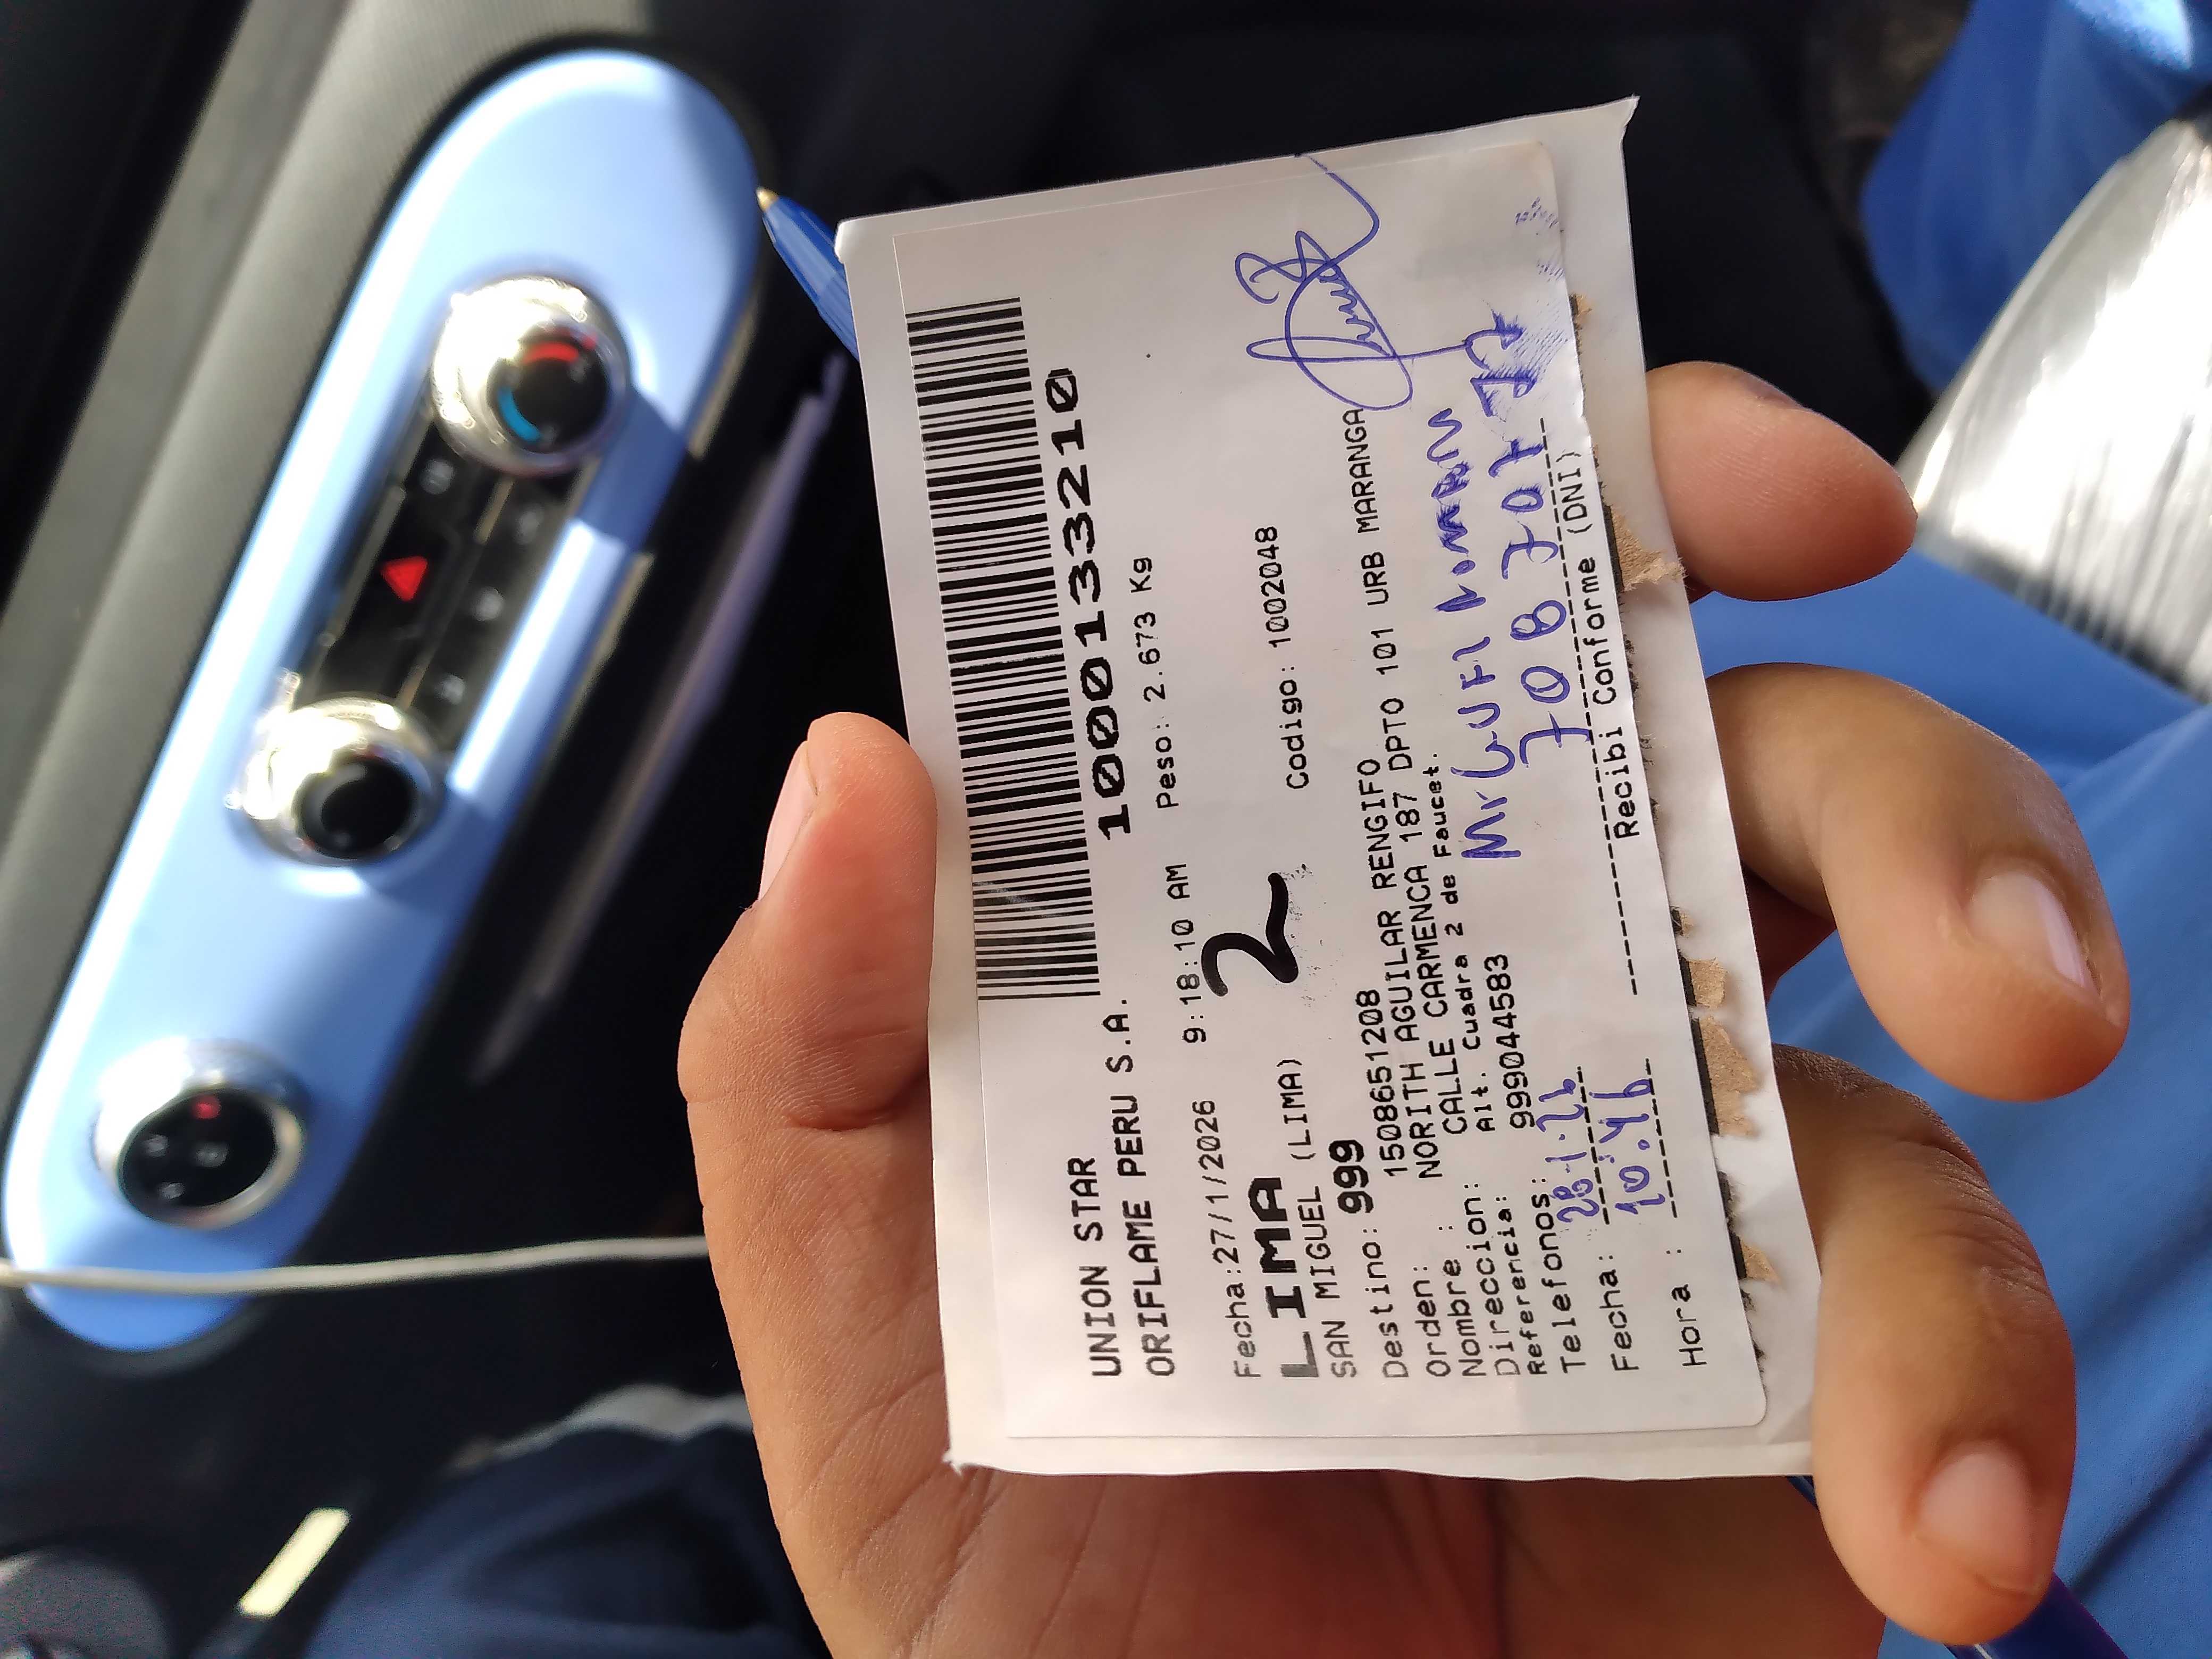 1000133210
UNION STAR
ORIFLAME PERU S.A.
Fecha:27/1/2026 9:18:10 AM Peso: 2.673 Kg
LIMA 2
SAN MIGUEL (LIMA)
Destino: 999 Codigo: 1002048
Orden: 1508651208
Nombre : NORITH AGUILAR RENGIFO
Direccion: CALLE CARMENCA 187 DPTO 101 URB MARANGA
Referencia: Alt. Cuadra 2 de Faucet.
Telefonos: 999044583
Fecha: 28.1.26
Hora : 10:46
Recibi Conforme (DNI)